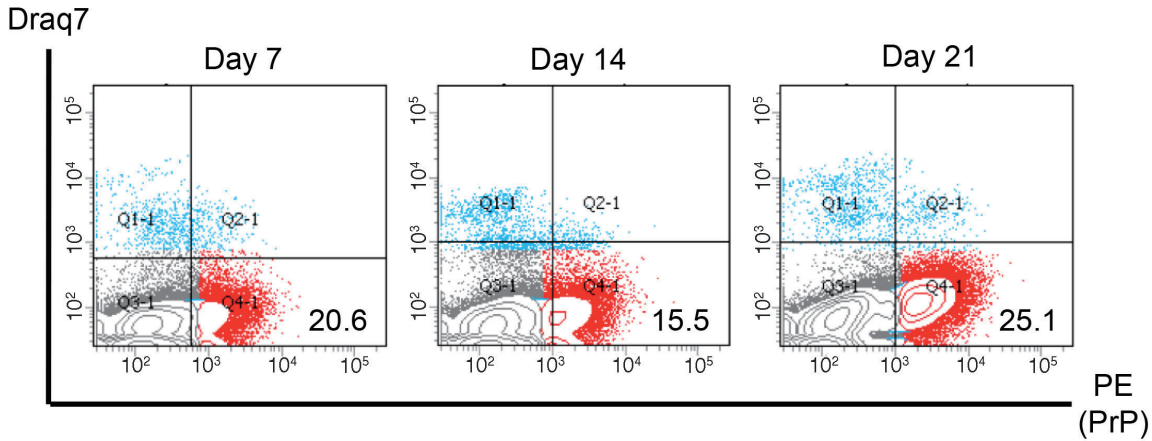 Draq7
Day 7
Day 14
Day 21
10⁵
10⁴
10³
10²
Q1-1
Q2-1
Q3-1
Q4-1
20.6
10² 10³ 10⁴ 10⁵
10⁵
10⁴
10³
10²
Q1-1
Q2-1
Q3-1
Q4-1
15.5
10² 10³ 10⁴ 10⁵
10⁵
10⁴
10³
10²
Q1-1
Q2-1
Q3-1
Q4-1
25.1
10² 10³ 10⁴ 10⁵
PE
(PrP)